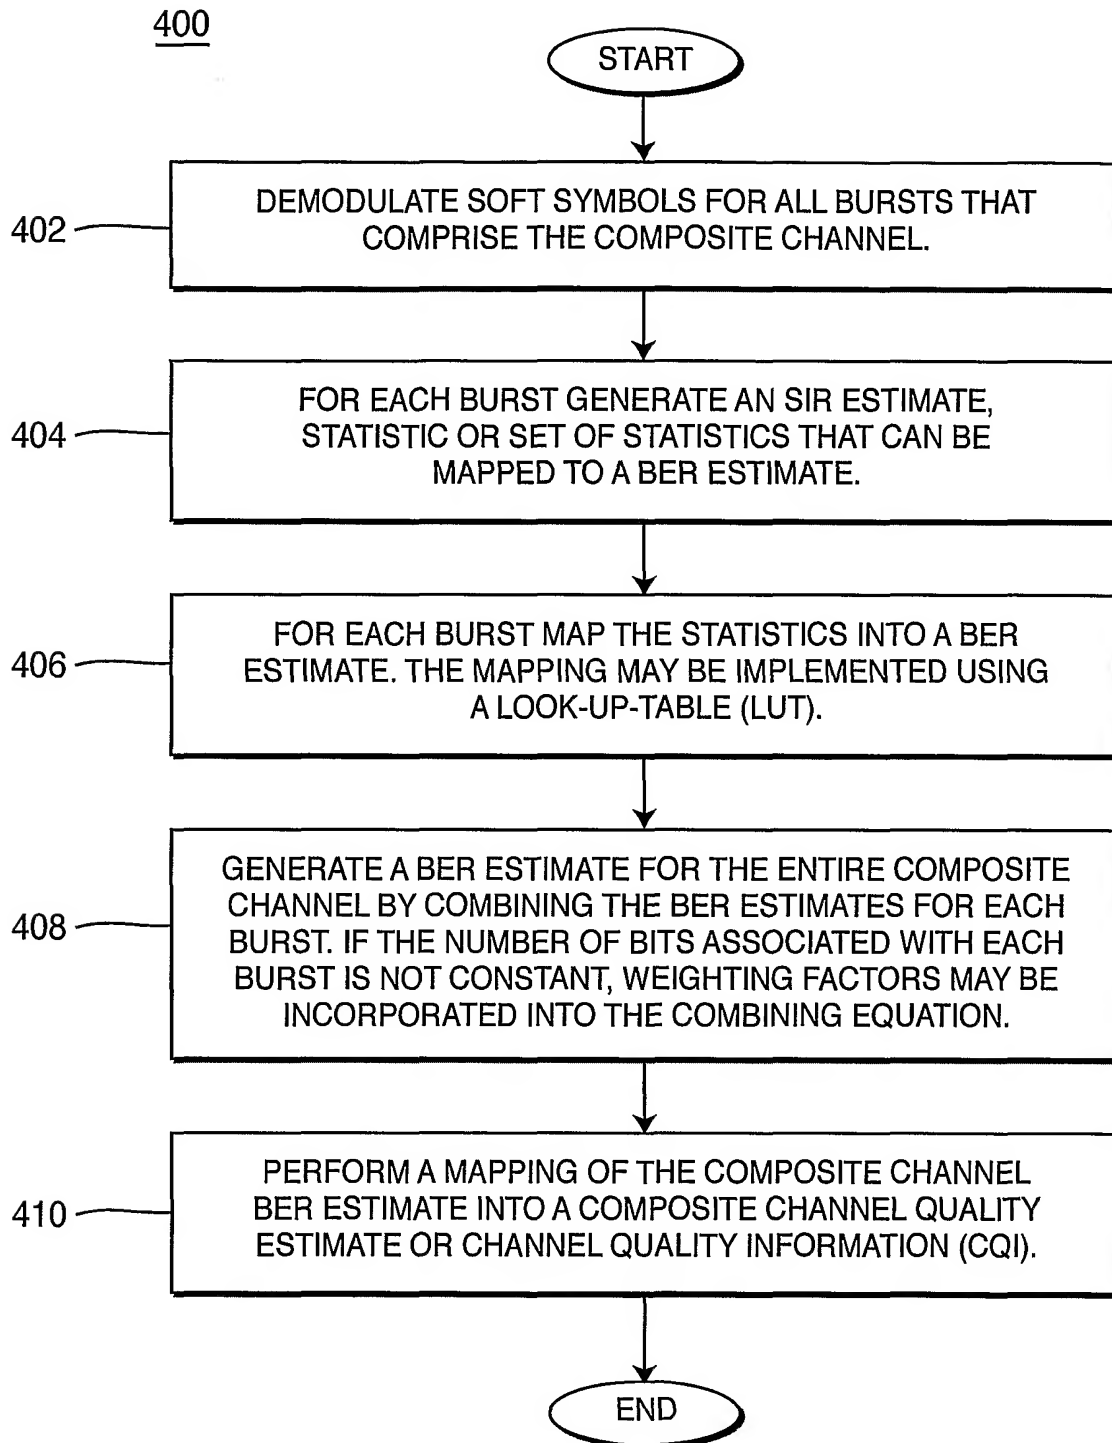 400
START
402
DEMODULATE SOFT SYMBOLS FOR ALL BURSTS THAT
COMPRISE THE COMPOSITE CHANNEL.
404
FOR EACH BURST GENERATE AN SIR ESTIMATE,
STATISTIC OR SET OF STATISTICS THAT CAN BE
MAPPED TO A BER ESTIMATE.
406
FOR EACH BURST MAP THE STATISTICS INTO A BER
ESTIMATE. THE MAPPING MAY BE IMPLEMENTED USING
A LOOK-UP-TABLE (LUT).
408
GENERATE A BER ESTIMATE FOR THE ENTIRE COMPOSITE
CHANNEL BY COMBINING THE BER ESTIMATES FOR EACH
BURST. IF THE NUMBER OF BITS ASSOCIATED WITH EACH
BURST IS NOT CONSTANT, WEIGHTING FACTORS MAY BE
INCORPORATED INTO THE COMBINING EQUATION.
410
PERFORM A MAPPING OF THE COMPOSITE CHANNEL
BER ESTIMATE INTO A COMPOSITE CHANNEL QUALITY
ESTIMATE OR CHANNEL QUALITY INFORMATION (CQI).
END